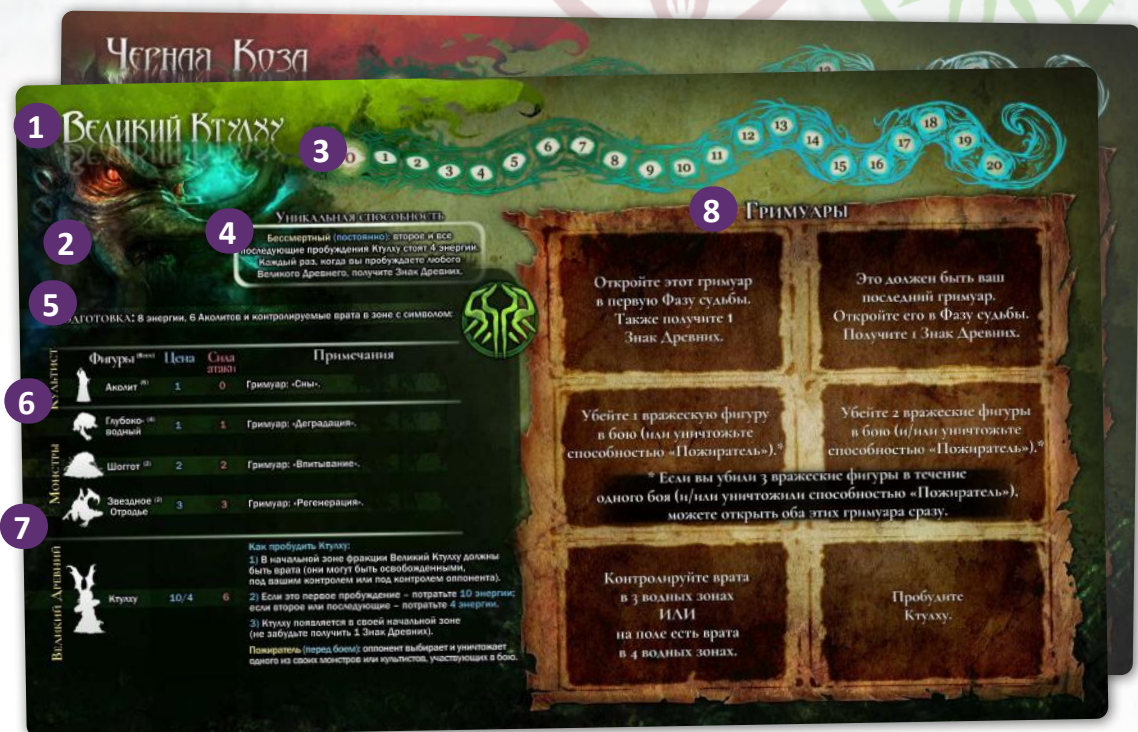 Черная Коза
12
1
Великий Ктулху
3
0 1 2 3 4 5 6 7 8 9 10 11 12 13 14 15 16 17 18 19 20
2
4
Уникальная способность
Бессмертный (постоянно): второе и все
последующие пробуждения Ктулху стоят 4 энергии.
Каждый раз, когда вы пробуждаете любого
Великого Древнего, получите Знак Древних.
5
ПОДГОТОВКА: 8 энергии, 6 Аколитов и контролируемые врата в зоне с символом:
Фигуры (Всего) Цена Сила
атаки Примечания
Культист
Аколит (6) 1 0 Гримуар: «Сны».
6
Монстры
Глубоко- (4)
водный 1 1 Гримуар: «Деградация».
Шоггот (2) 2 2 Гримуар: «Впитывание».
Звездное (2)
Отродье 3 3 Гримуар: «Регенерация».
7
Великий Древний
Ктулху 10/4 6
Как пробудить Ктулху:
1) В начальной зоне фракции Великий Ктулху должны
быть врата (они могут быть освобожденными,
под вашим контролем или под контролем оппонента).
2) Если это первое пробуждение – потратьте 10 энергии;
если второе или последующие – потратьте 4 энергии.
3) Ктулху появляется в своей начальной зоне
(не забудьте получить 1 Знак Древних).
Пожиратель (перед боем): оппонент выбирает и уничтожает
одного из своих монстров или культистов, участвующих в бою.
8
Гримуары
Откройте этот гримуар
в первую Фазу судьбы.
Также получите 1
Знак Древних.
Это должен быть ваш
последний гримуар.
Откройте его в Фазу судьбы.
Получите 1 Знак Древних.
Убейте 1 вражескую фигуру
в бою (или уничтожьте
способностью «Пожиратель»).*
Убейте 2 вражеские фигуры
в бою (и/или уничтожьте
способностью «Пожиратель»).*
* Если вы убили 3 вражеские фигуры в течение
одного боя (и/или уничтожили способностью «Пожиратель»),
можете открыть оба этих гримуара сразу.
Контролируйте врата
в 3 водных зонах
ИЛИ
на поле есть врата
в 4 водных зонах.
Пробудите
Ктулху.